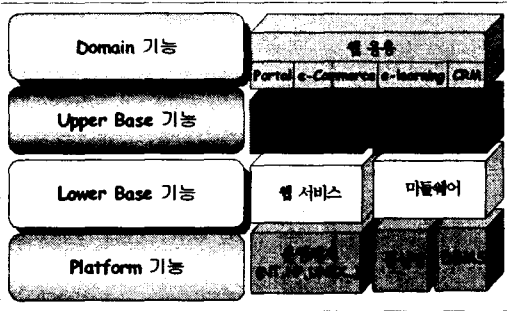 Domain 기능
웹 응용
Portal e-Commerce e-learning CRM
Upper Base 기능
Lower Base 기능
웹 서비스
미들웨어
Platform 기능